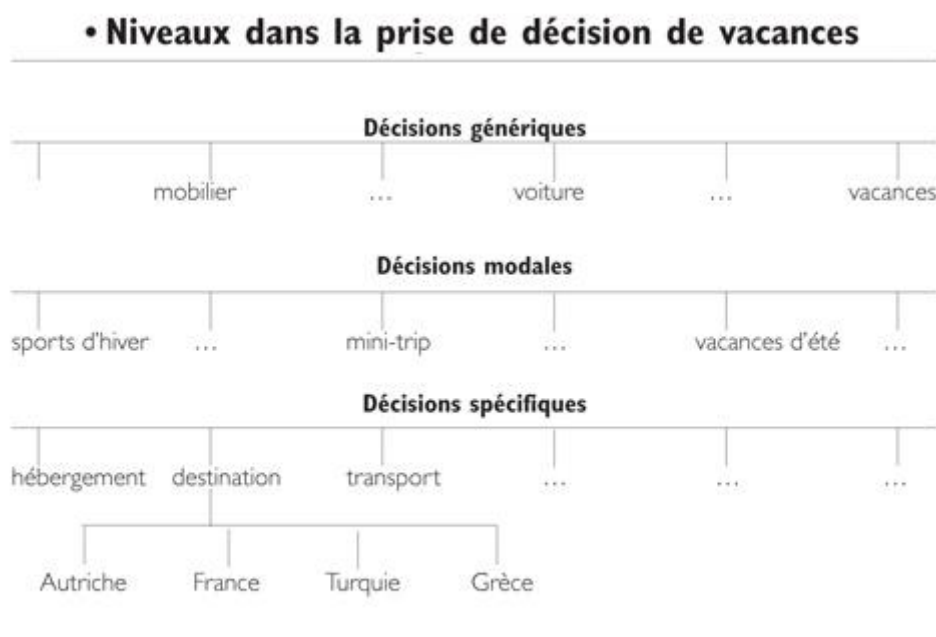 • Niveaux dans la prise de décision de vacances
Décisions génériques
mobilier ... voiture ... vacances
Décisions modales
sports d'hiver ... mini-trip ... vacances d'été ...
Décisions spécifiques
hébergement destination transport ... ... ...
Autriche France Turquie Grèce